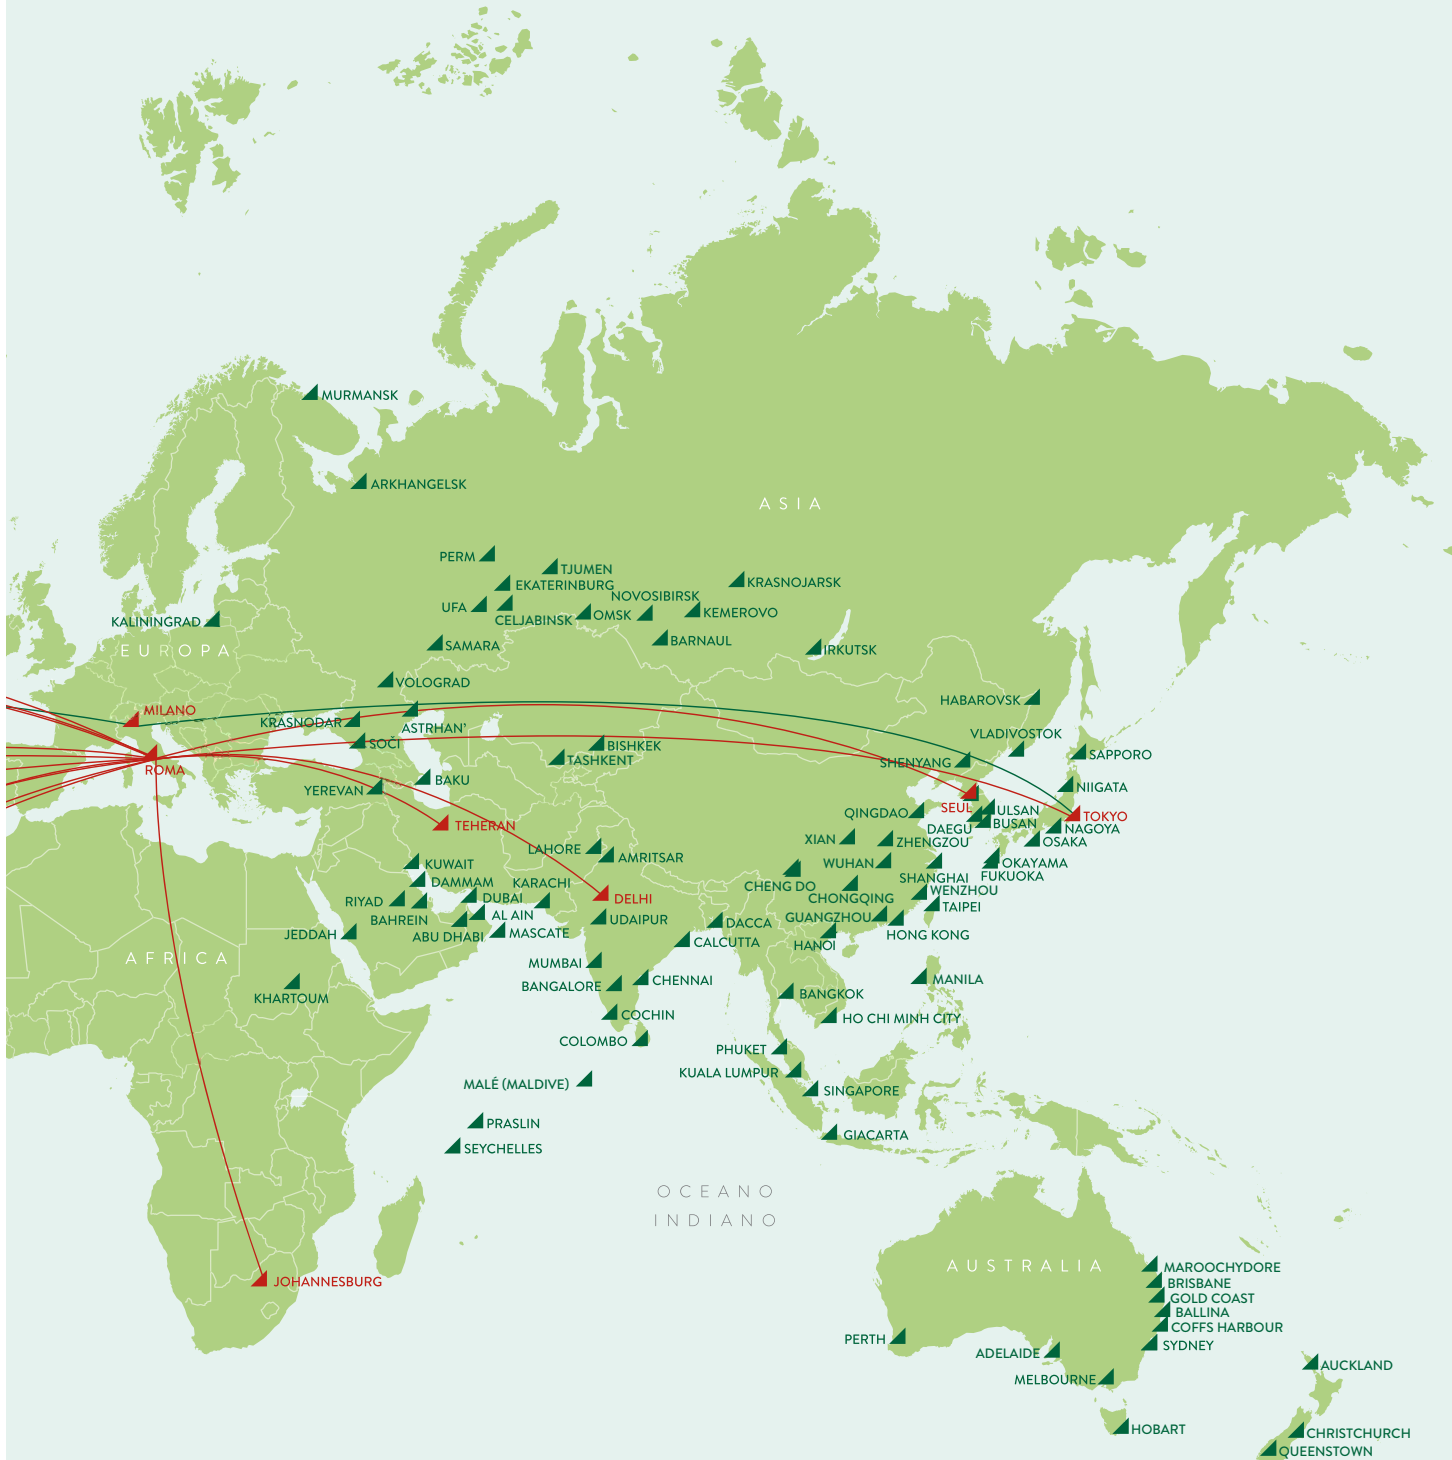 MURMANSK
ARKHANGELSK
ASIA
PERM
TJUMEN
EKATERINBURG
KRASNOJARSK
NOVOSIBIRSK
UFA
CELJABINSK
OMSK
KEMEROVO
KALININGRAD
BARNAUL
EUROPA
SAMARA
IRKUTSK
VOLOGRAD
HABAROVSK
MILANO
KRASNODAR
ASTRHAN'
VLADIVOSTOK
SOČI
BISHKEK
SAPPORO
TASHKENT
SHENYANG
ROMA
BAKU
YEREVAN
NIIGATA
SEUL
ULSAN
QINGDAO
TOKYO
TEHERAN
BUSAN
DAEGU
NAGOYA
XIAN
ZHENGZOU
OSAKA
LAHORE
AMRITSAR
KUWAIT
WUHAN
OKAYAMA
SHANGHAI
FUKUOKA
DAMMAM
KARACHI
CHENG DO
WENZHOU
RIYAD
DUBAI
DELHI
CHONGQING
TAIPEI
BAHREIN
AL AIN
UDAIPUR
DACCA
GUANGZHOU
JEDDAH
ABU DHABI
MASCATE
HONG KONG
CALCUTTA
HANOI
AFRICA
MUMBAI
CHENNAI
MANILA
BANGALORE
BANGKOK
KHARTOUM
COCHIN
HO CHI MINH CITY
COLOMBO
PHUKET
KUALA LUMPUR
MALÉ (MALDIVE)
SINGAPORE
PRASLIN
GIACARTA
SEYCHELLES
OCEANO
INDIANO
AUSTRALIA
MAROOCHYDORE
JOHANNESBURG
BRISBANE
GOLD COAST
BALLINA
COFFS HARBOUR
PERTH
SYDNEY
ADELAIDE
AUCKLAND
MELBOURNE
HOBART
CHRISTCHURCH
QUEENSTOWN